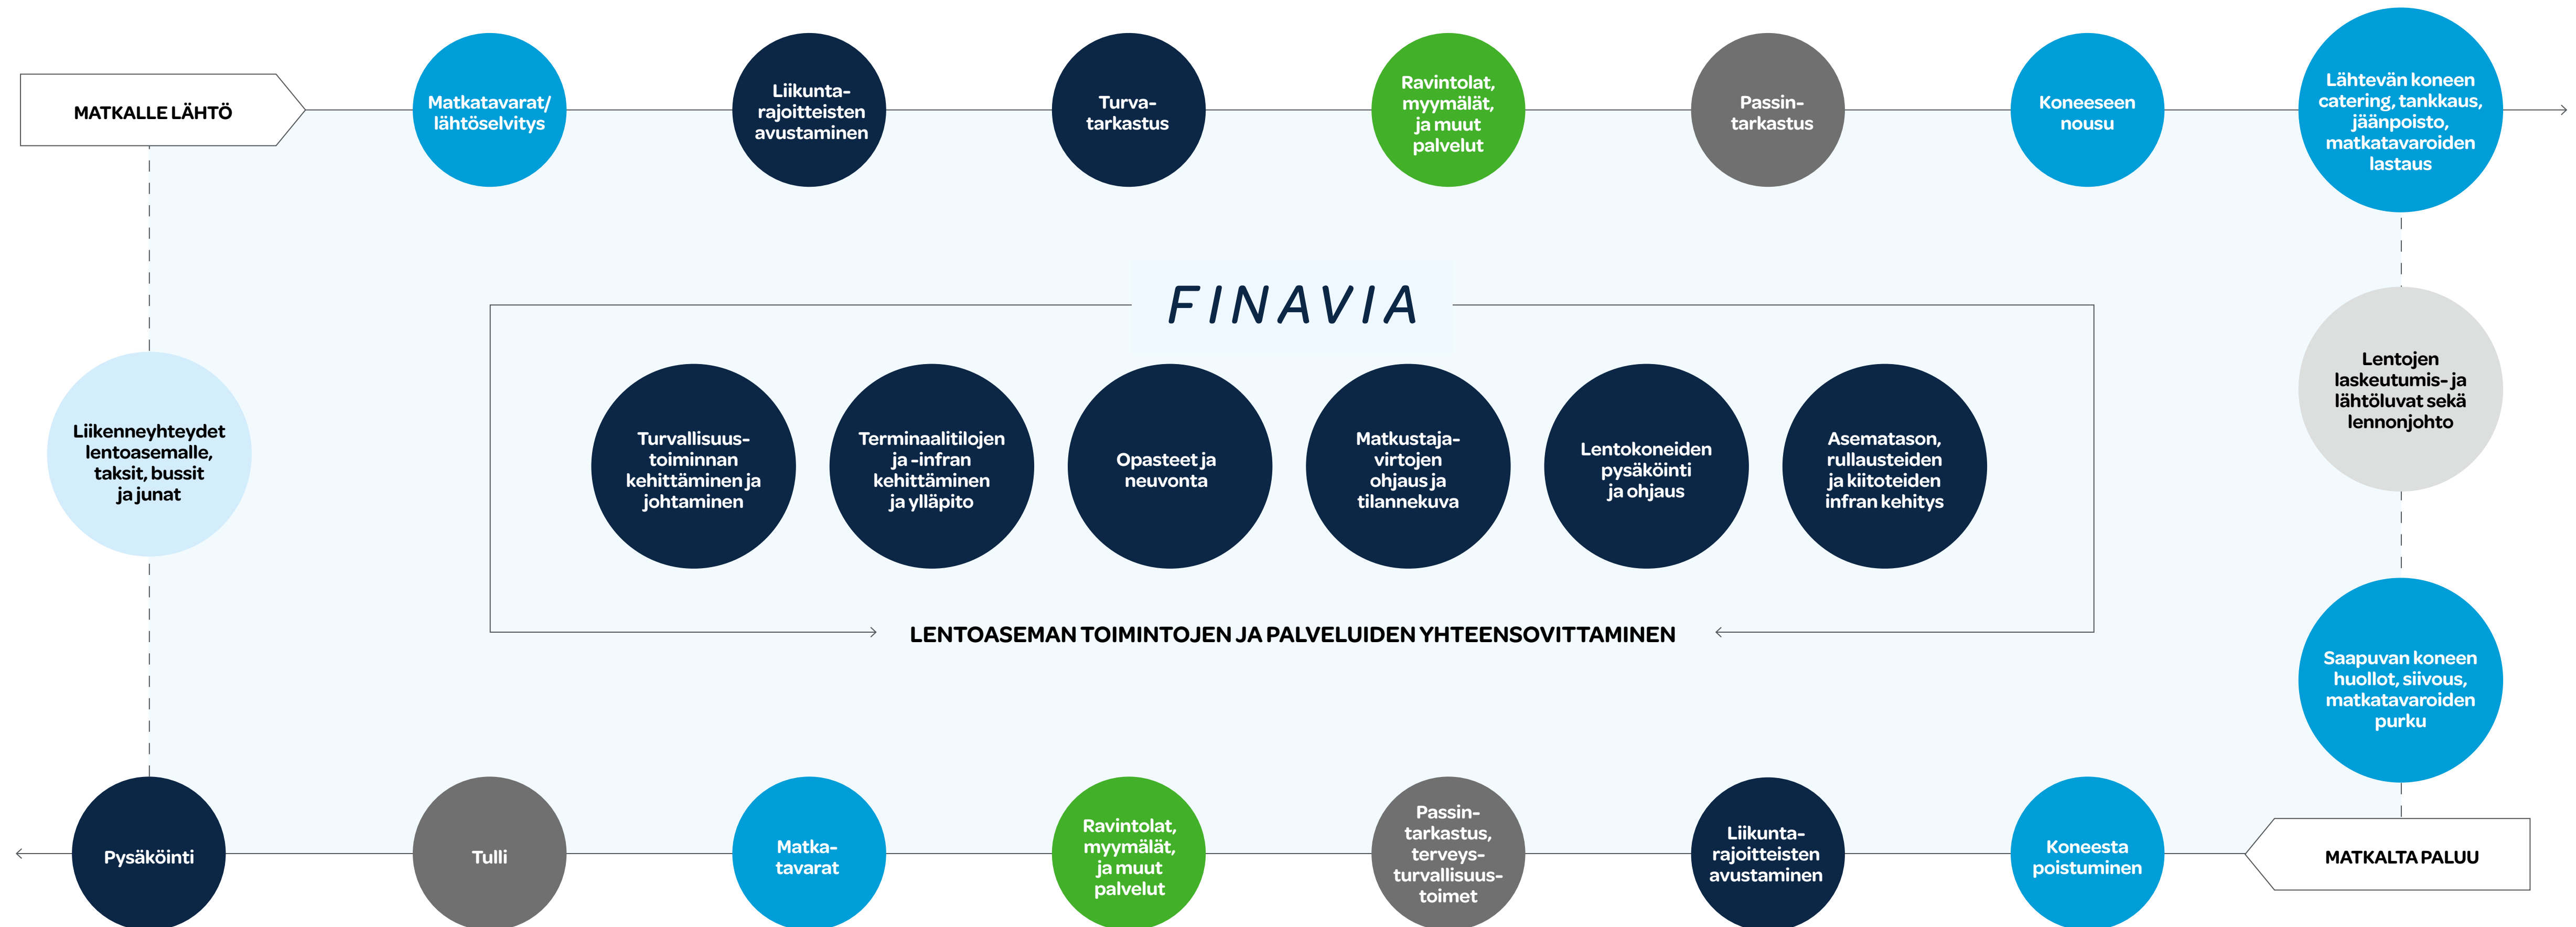 MATKALLE LÄHTÖ
Matkatavarat/
lähtöselvitys
Liikunta-
rajoitteisten
avustaminen
Turva-
tarkastus
Ravintolat,
myymälät,
ja muut
palvelut
Passin-
tarkastus
Koneeseen
nousu
Lähtevän koneen
catering, tankkaus,
jäänpoisto,
matkatavaroiden
lastaus
FINAVIA
Liikenneyhteydet
lentoasemalle,
taksit, bussit
ja junat
Turvallisuus-
toiminnan
kehittäminen ja
johtaminen
Terminaalitilojen
ja -infran
kehittäminen
ja ylläpito
Opasteet ja
neuvonta
Matkustaja-
virtojen
ohjaus ja
tilannekuva
Lentokoneiden
pysäköinti
ja ohjaus
Asematason,
rullausteiden
ja kiitoteiden
infran kehitys
Lentojen
laskeutumis- ja
lähtöluvat sekä
lennonjohto
LENTOASEMAN TOIMINTOJEN JA PALVELUIDEN YHTEENSOVITTAMINEN
Saapuvan koneen
huollot, siivous,
matkatavaroiden
purku
Pysäköinti
Tulli
Matka-
tavarat
Ravintolat,
myymälät,
ja muut
palvelut
Passin-
tarkastus,
terveys-
turvallisuus-
toimet
Liikunta-
rajoitteisten
avustaminen
Koneesta
poistuminen
MATKALTA PALUU